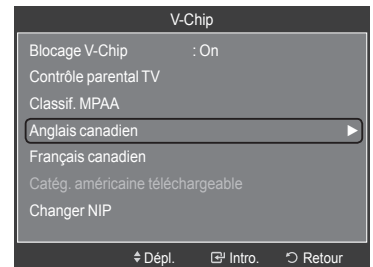 V-Chip
Blocage V-Chip : On
Contrôle parental TV
Classif. MPAA
Anglais canadien
Français canadien
Catég. américaine téléchargeable
Changer NIP
Dépl. Intro. Retour